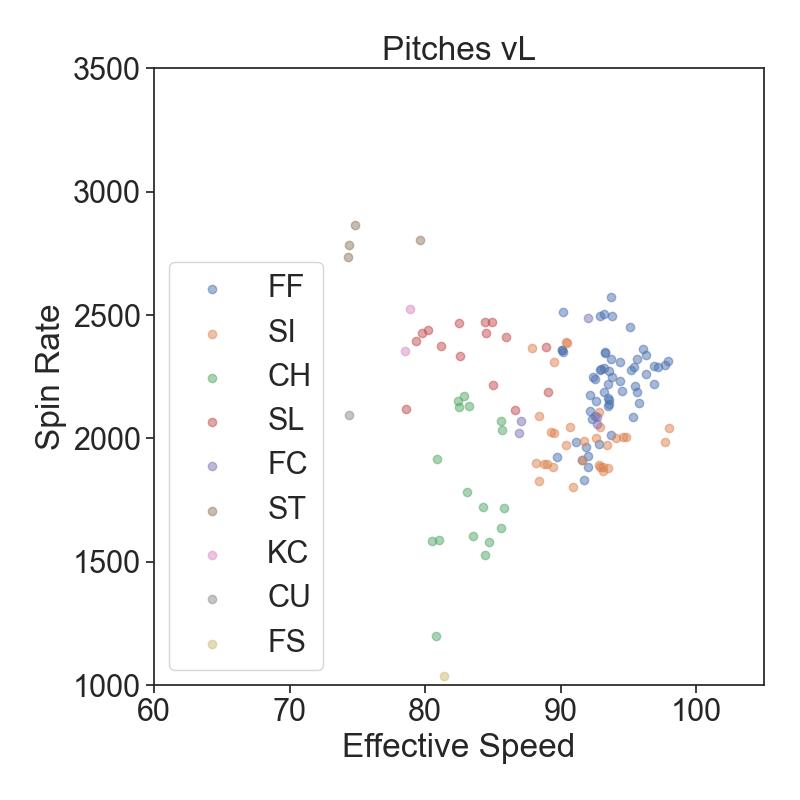 Pitches vL
3500
3000
2500
2000
1500
1000
Spin Rate
FF
SI
CH
SL
FC
ST
KC
CU
FS
60 70 80 90 100
Effective Speed